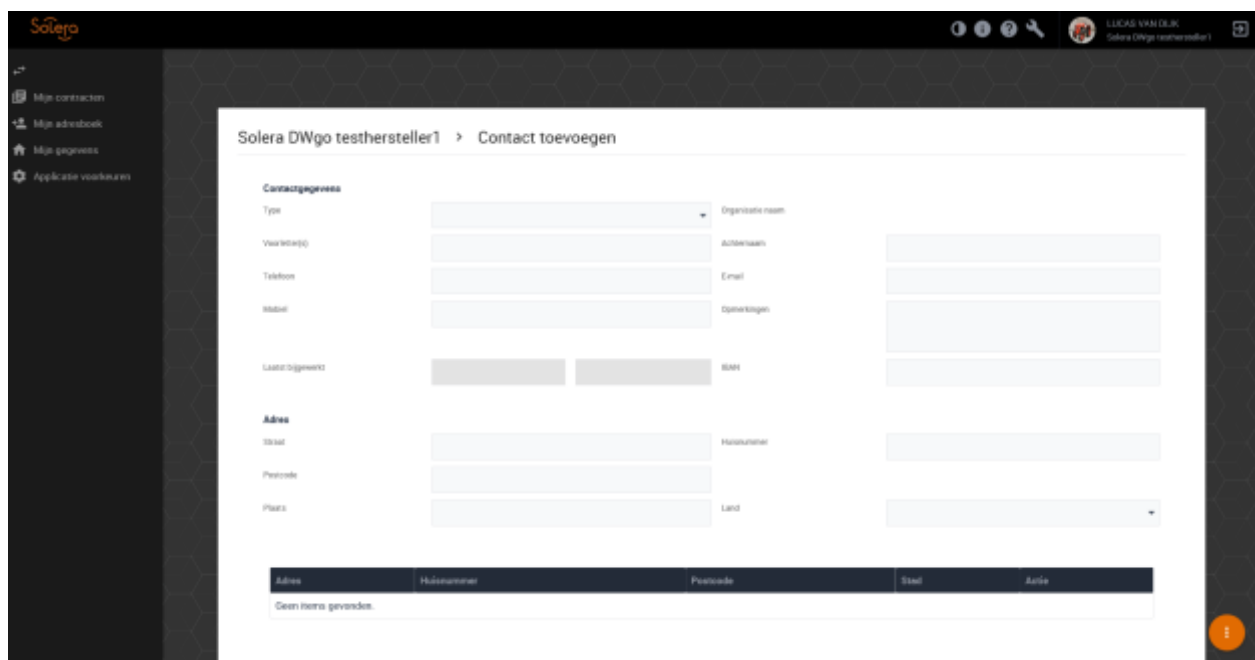 Solera
LUCAS VAN DIJK
Solera DWgo testhersteller1
Mijn contracten
Mijn adresboek
Mijn gegevens
Applicatie voorkeuren
Solera DWgo testhersteller1 > Contact toevoegen
Contactgegevens
Type
Organisatie naam
Voorletter(s)
Achternaam
Telefoon
E-mail
Mobiel
Opmerkingen
Laatst bijgewerkt
IBAN
Adres
Straat
Huisnummer
Postcode
Plaats
Land
Adres Huisnummer Postcode Stad Actie
Geen items gevonden.